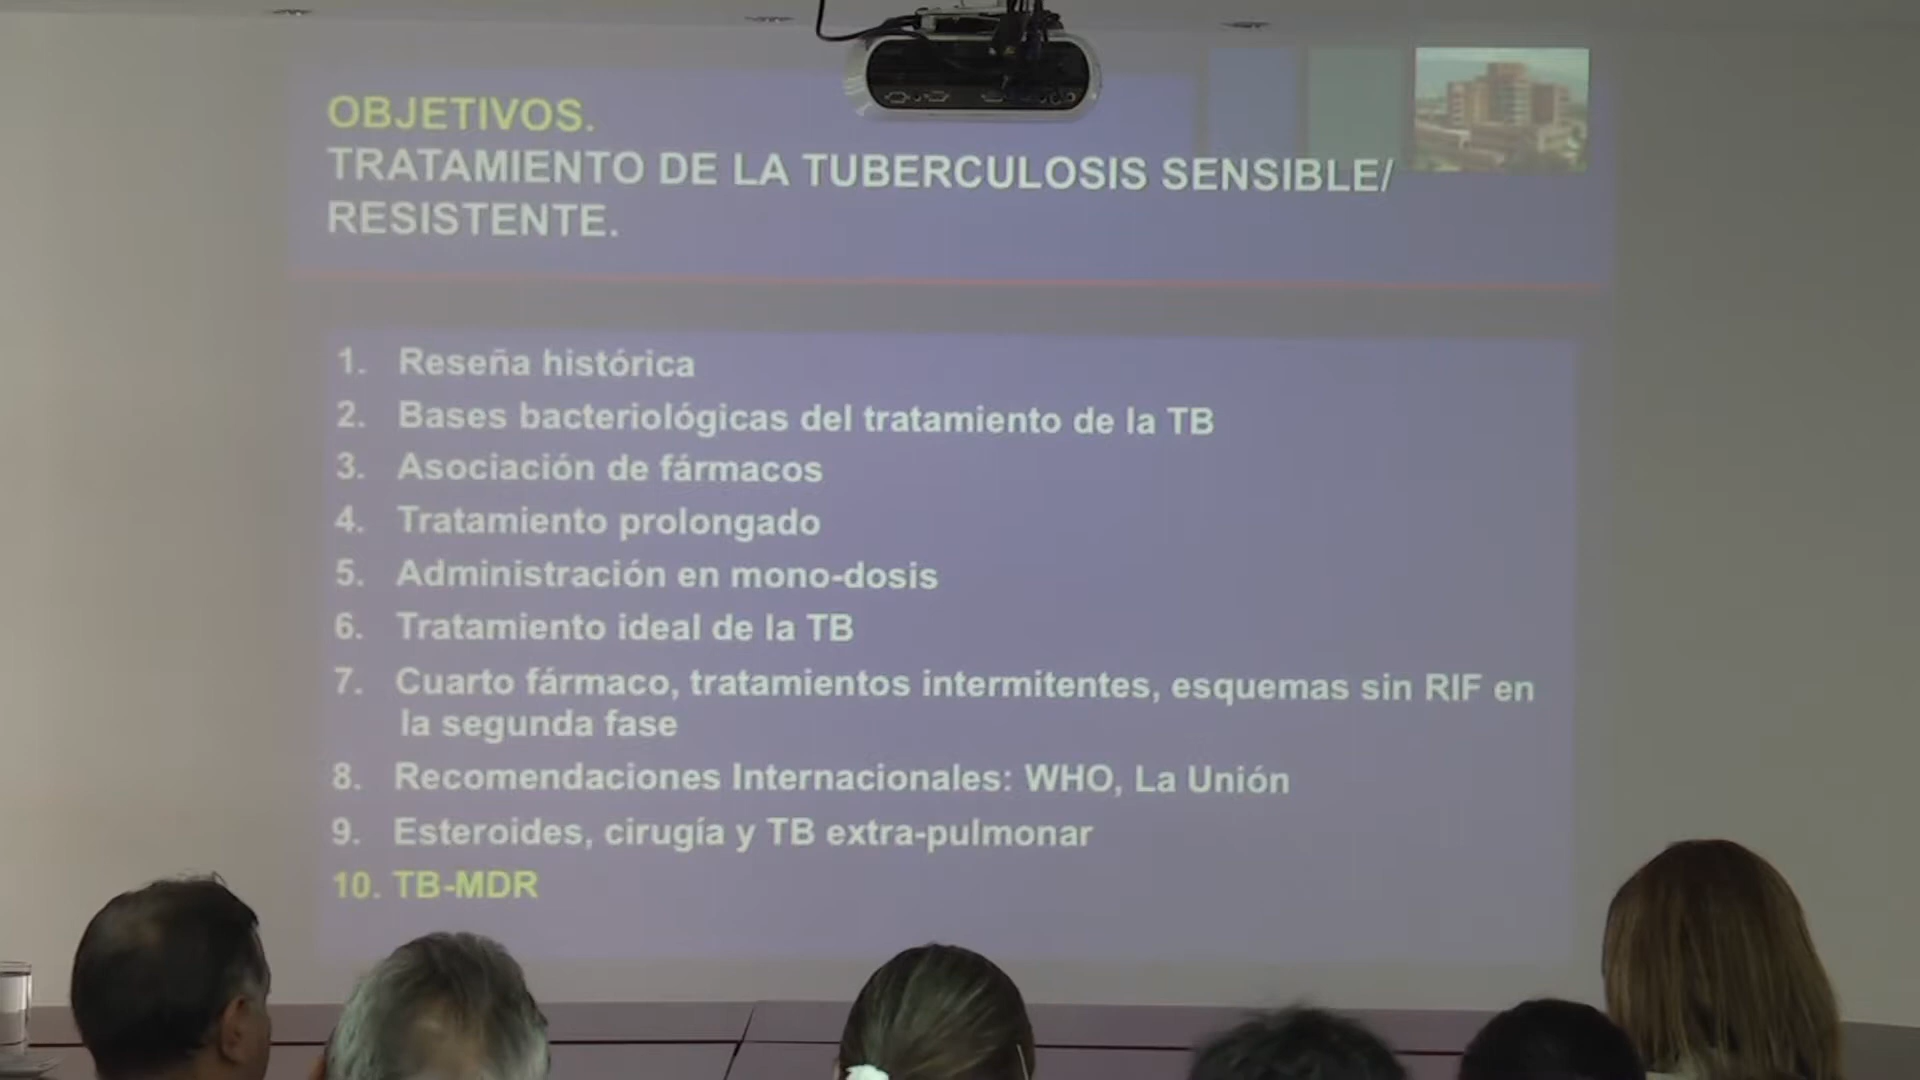 OBJETIVOS.
TRATAMIENTO DE LA TUBERCULOSIS SENSIBLE/
RESISTENTE.
1. Reseña histórica
2. Bases bacteriológicas del tratamiento de la TB
3. Asociación de fármacos
4. Tratamiento prolongado
5. Administración en mono-dosis
6. Tratamiento ideal de la TB
7. Cuarto fármaco, tratamientos intermitentes, esquemas sin RIF en
la segunda fase
8. Recomendaciones Internacionales: WHO, La Unión
9. Esteroides, cirugía y TB extra-pulmonar
10. TB-MDR